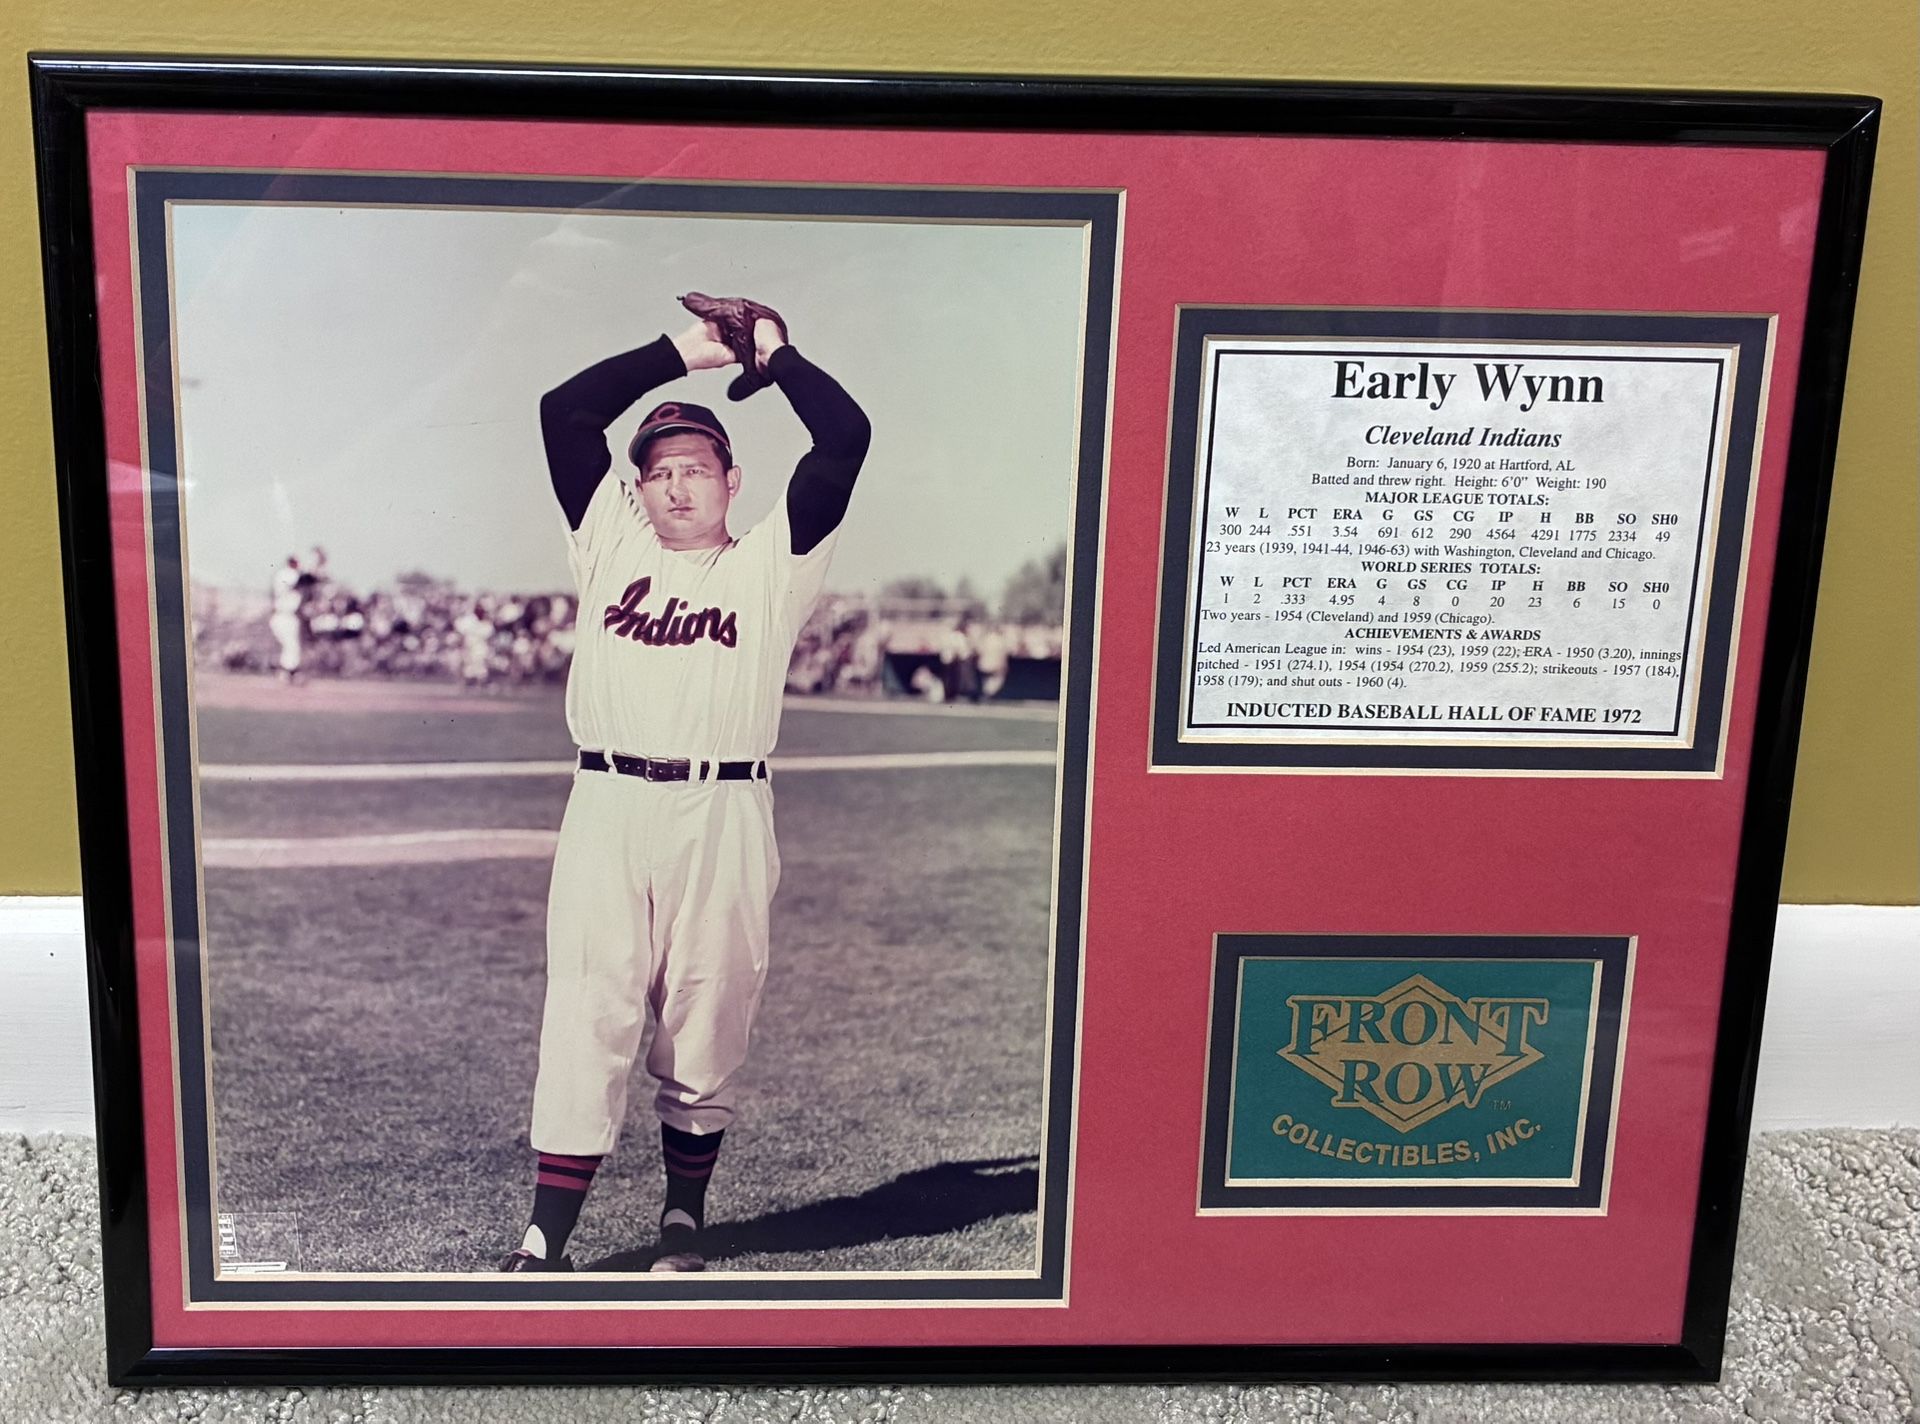 C
Indians
Early Wynn
Cleveland Indians
Born: January 6, 1920 at Hartford, AL
Batted and threw right. Height: 6'0" Weight: 190
MAJOR LEAGUE TOTALS:
W L PCT ERA G GS CG IP H BB SO SH0
300 244 .551 3.54 691 612 290 4564 4291 1775 2334 49
23 years (1939, 1941-44, 1946-63) with Washington, Cleveland and Chicago.
WORLD SERIES TOTALS:
W L PCT ERA G GS CG IP H BB SO SH0
1 2 .333 4.95 4 8 0 20 23 6 15 0
Two years - 1954 (Cleveland) and 1959 (Chicago).
ACHIEVEMENTS & AWARDS
Led American League in: wins - 1954 (23), 1959 (22); ERA - 1950 (3.20), innings
pitched - 1951 (274.1), 1954 (1954 (270.2), 1959 (255.2); strikeouts - 1957 (184),
1958 (179); and shut outs - 1960 (4).
INDUCTED BASEBALL HALL OF FAME 1972
FRONT
ROW TM
COLLECTIBLES, INC.